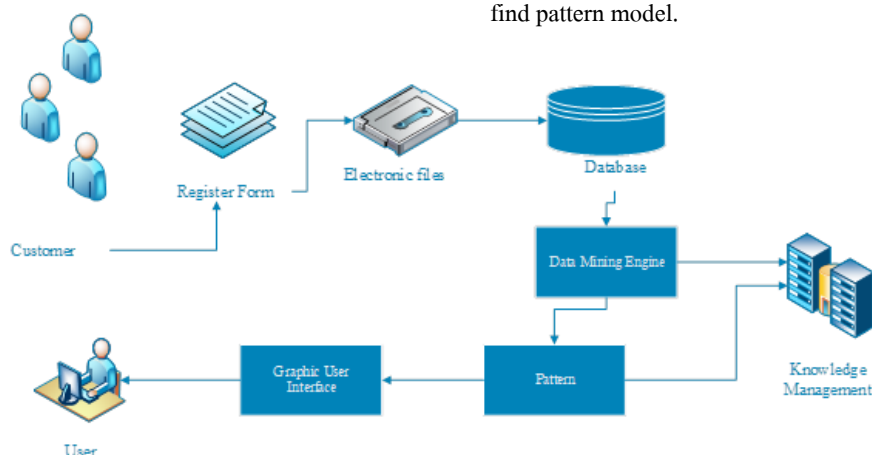 find pattern model.
Register Form
Electronic files
Database
Customer
Data Mining Engine
Knowledge
Management
Graphic User
Interface
Pattern
User